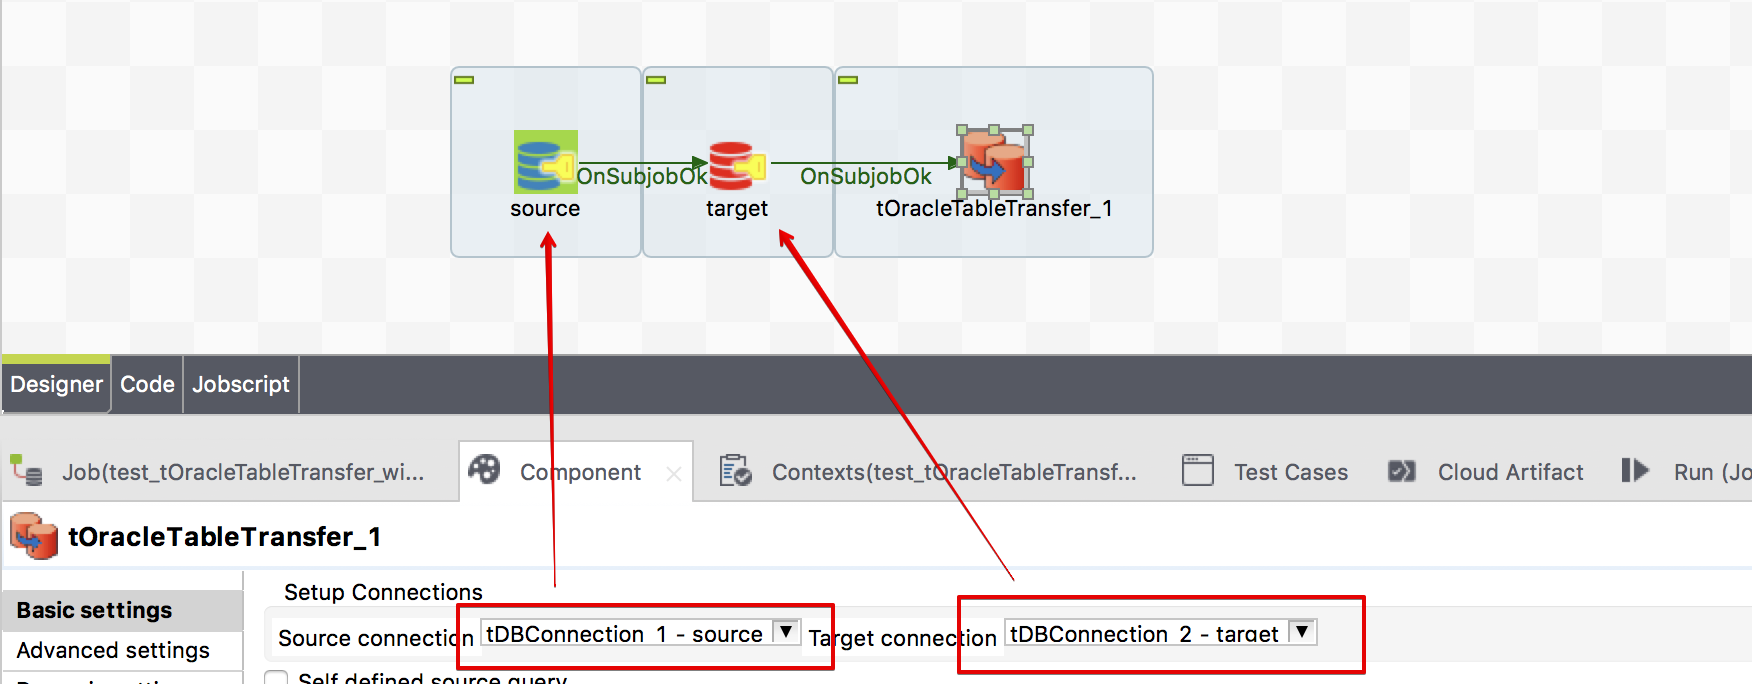 OnSubjobOk
OnSubjobOk
source
target
tOracleTableTransfer_1
Designer
Code
Jobscript
Job(test_tOracleTableTransfer_wi...
Component
Contexts(test_tOracleTableTransf...
Test Cases
Cloud Artifact
Run (Jo
tOracleTableTransfer_1
Basic settings
Advanced settings
Setup Connections
Source connection tDBConnection_1 - source Target connection tDBConnection_2 - target
Self defined source query